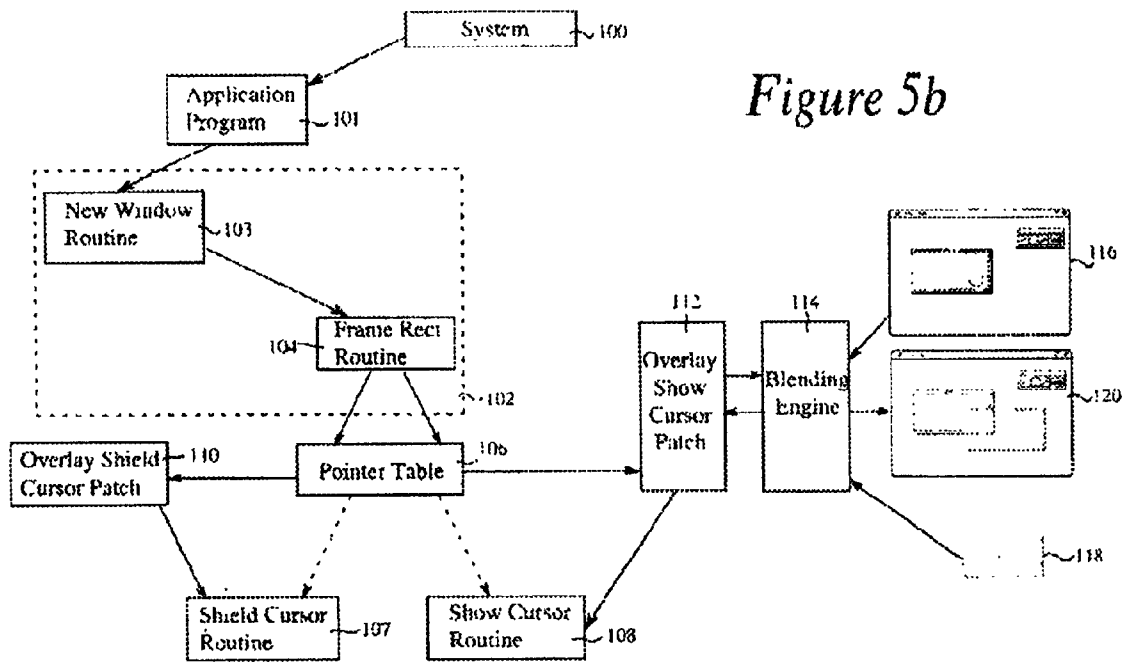 System
100
Figure 5b
Application
Program
101
New Window
Routine
103
116
112
114
Frame Rect
Routine
104
Overlay
Show
Cursor
Patch
Blending
Engine
120
102
Overlay Shield
Cursor Patch
110
Pointer Table
106
118
Shield Cursor
Routine
107
Show Cursor
Routine
108